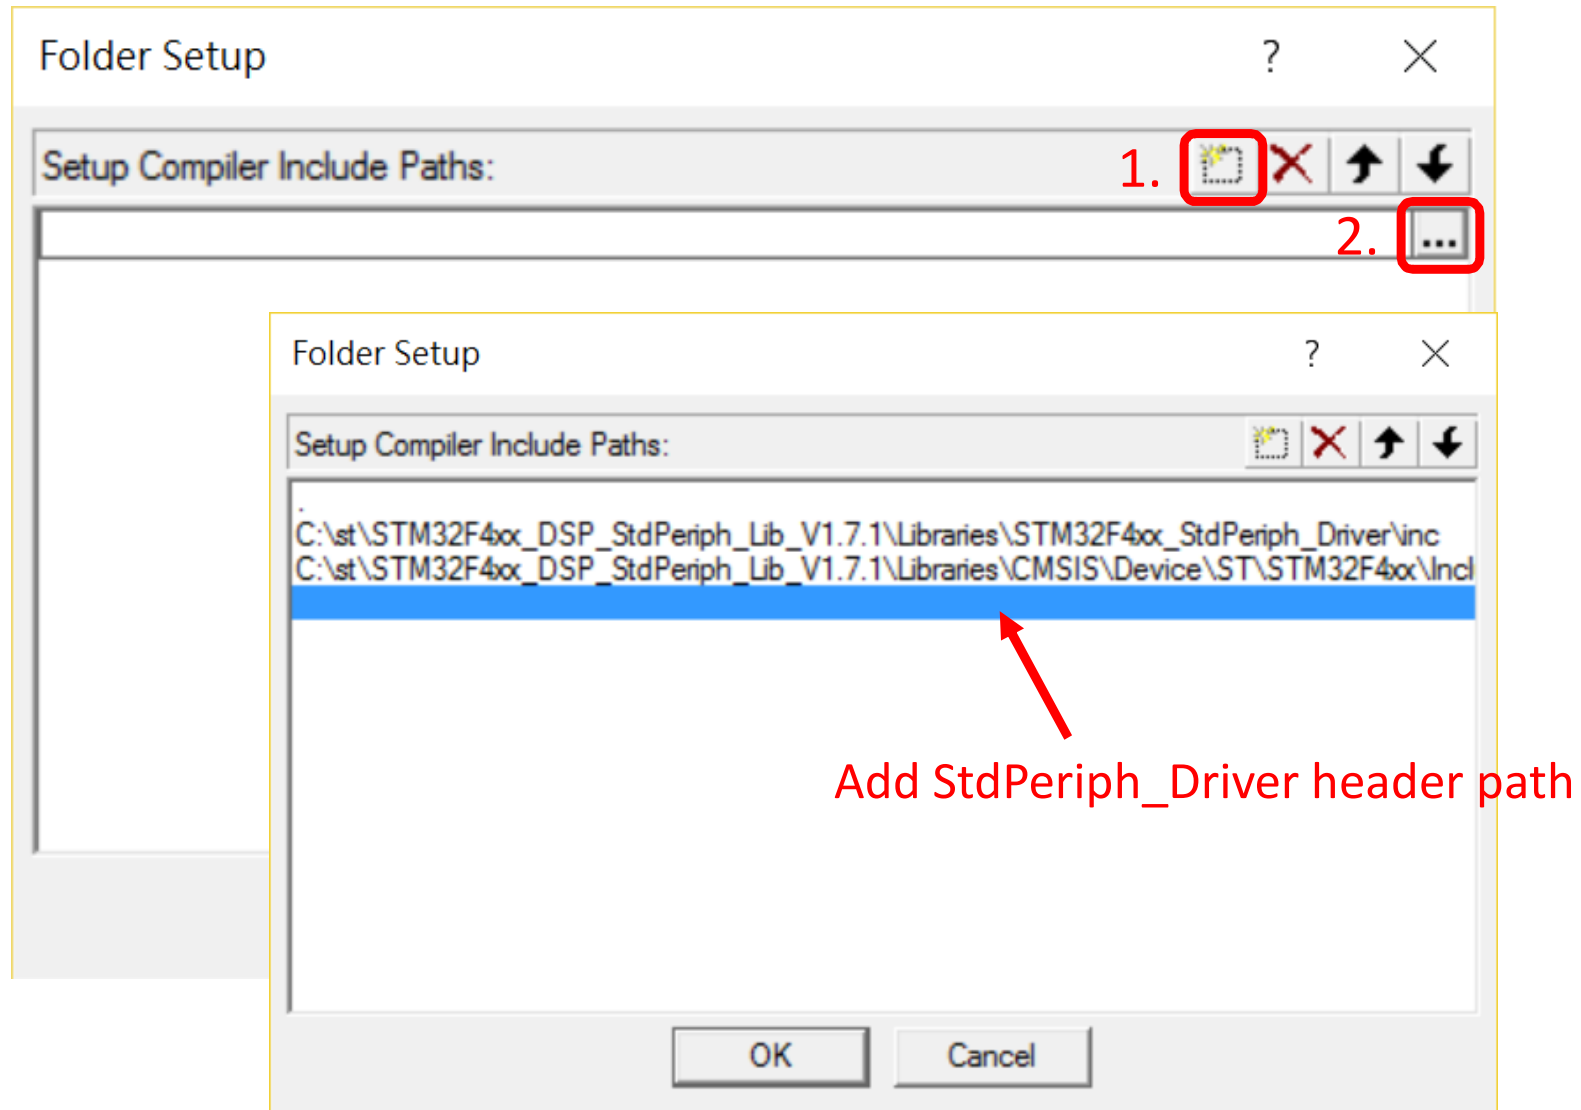 Folder Setup
?
Setup Compiler Include Paths:
1.
2.
...
Folder Setup
?
Setup Compiler Include Paths:
.
C:\st\STM32F4xx_DSP_StdPeriph_Lib_V1.7.1\Libraries\STM32F4xx_StdPeriph_Driver\inc
C:\st\STM32F4xx_DSP_StdPeriph_Lib_V1.7.1\Libraries\CMSIS\Device\ST\STM32F4xx\Incl
Add StdPeriph_Driver header path
OK
Cancel